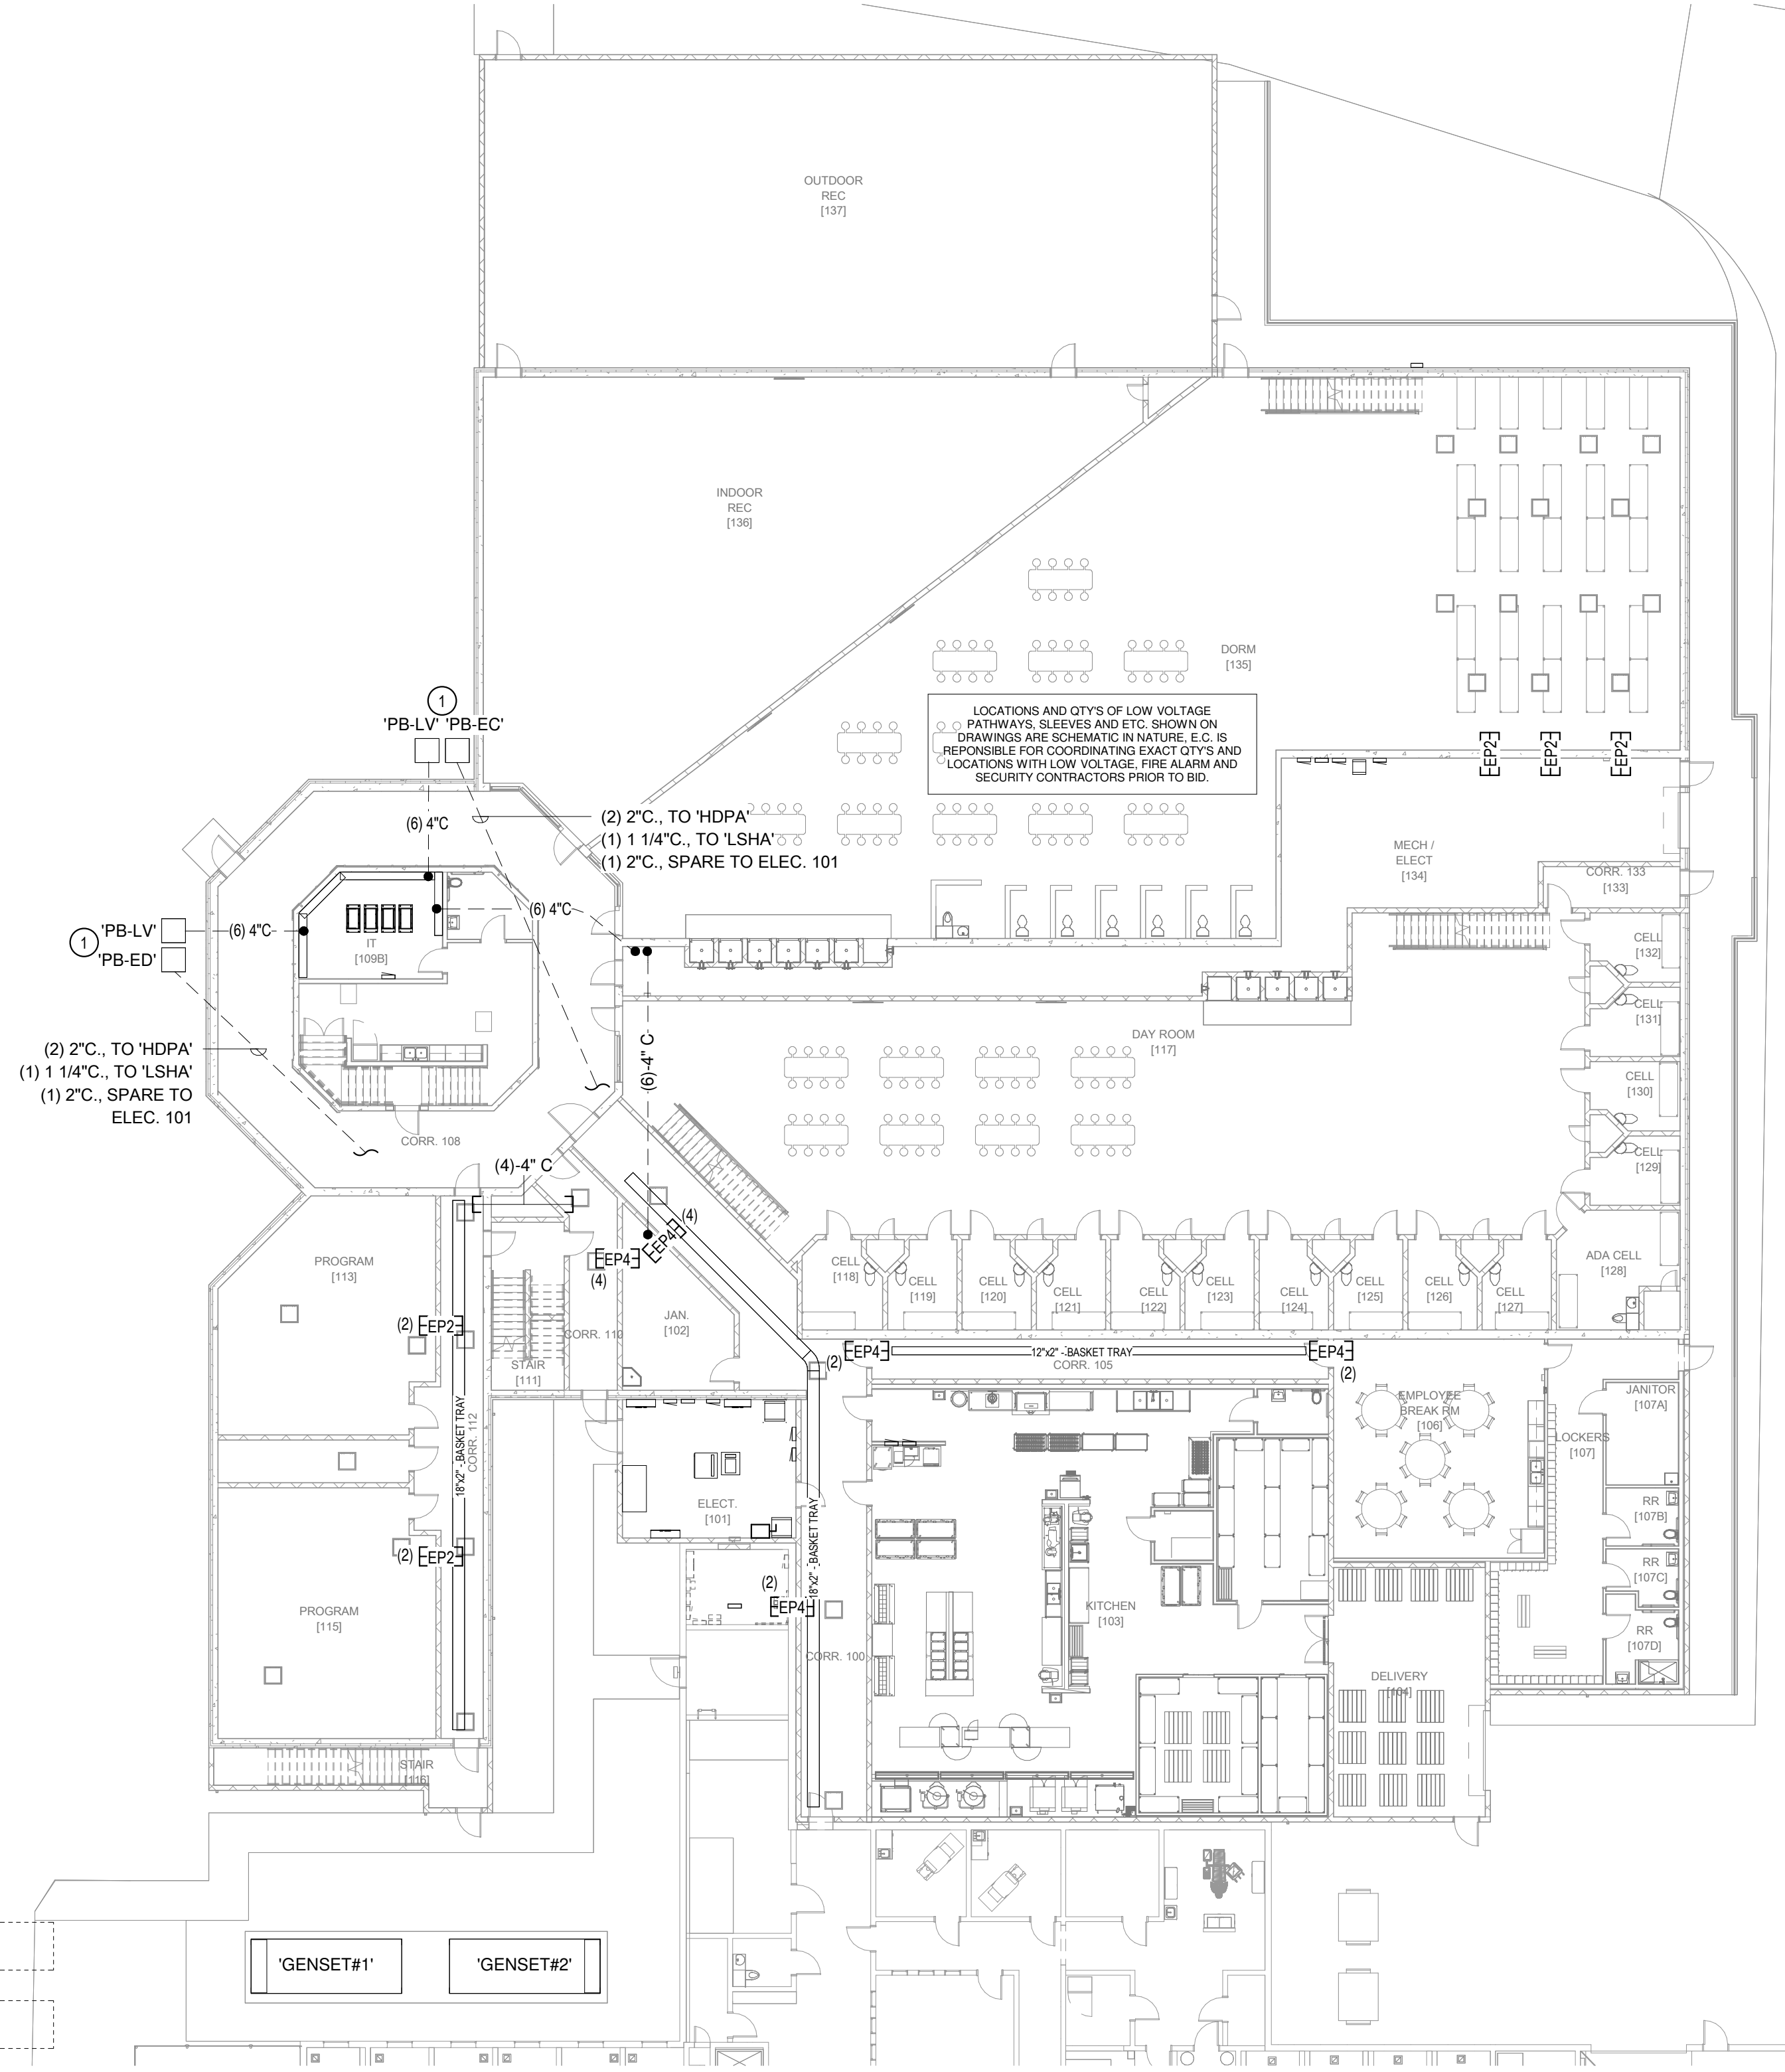 OUTDOOR
REC
[137]
INDOOR
REC
[136]
DORM
[135]
LOCATIONS AND QTY'S OF LOW VOLTAGE
PATHWAYS, SLEEVES AND ETC. SHOWN ON
DRAWINGS ARE SCHEMATIC IN NATURE, E.C. IS
REPONSIBLE FOR COORDINATING EXACT QTY'S AND
LOCATIONS WITH LOW VOLTAGE, FIRE ALARM AND
SECURITY CONTRACTORS PRIOR TO BID.
1
'PB-LV' 'PB-EC'
EP2
EP2
EP2
(6) 4"C
(2) 2"C., TO 'HDPA'
(1) 1 1/4"C., TO 'LSHA'
(1) 2"C., SPARE TO ELEC. 101
MECH /
ELECT
[134]
CORR. 133
[133]
1
'PB-LV'
'PB-ED'
(6) 4"C
(6) 4"C
IT
[109B]
CELL
[132]
CELL
[131]
CELL
[130]
CELL
[129]
DAY ROOM
[117]
(2) 2"C., TO 'HDPA'
(1) 1 1/4"C., TO 'LSHA'
(1) 2"C., SPARE TO
ELEC. 101
(6)-4" C
CORR. 108
(4)-4" C
PROGRAM
[113]
(4)
EP4
EP4
(4)
CELL
[118]
CELL
[119]
CELL
[120]
CELL
[121]
CELL
[122]
CELL
[123]
CELL
[124]
CELL
[125]
CELL
[126]
CELL
[127]
ADA CELL
[128]
(2)
EP2
CORR. 110
JAN.
[102]
STAIR
[111]
(2)
EP4
12"x2" - BASKET TRAY
CORR. 105
EP4
(2)
18"x2" - BASKET TRAY
CORR. 112
EMPLOYEE
BREAK RM
[106]
JANITOR
[107A]
LOCKERS
[107]
ELECT.
[101]
18"x2" - BASKET TRAY
RR
[107B]
RR
[107C]
RR
[107D]
(2)
EP2
(2)
EP4
PROGRAM
[115]
KITCHEN
[103]
CORR. 100
DELIVERY
[104]
STAIR
[116]
'GENSET#1'
'GENSET#2'